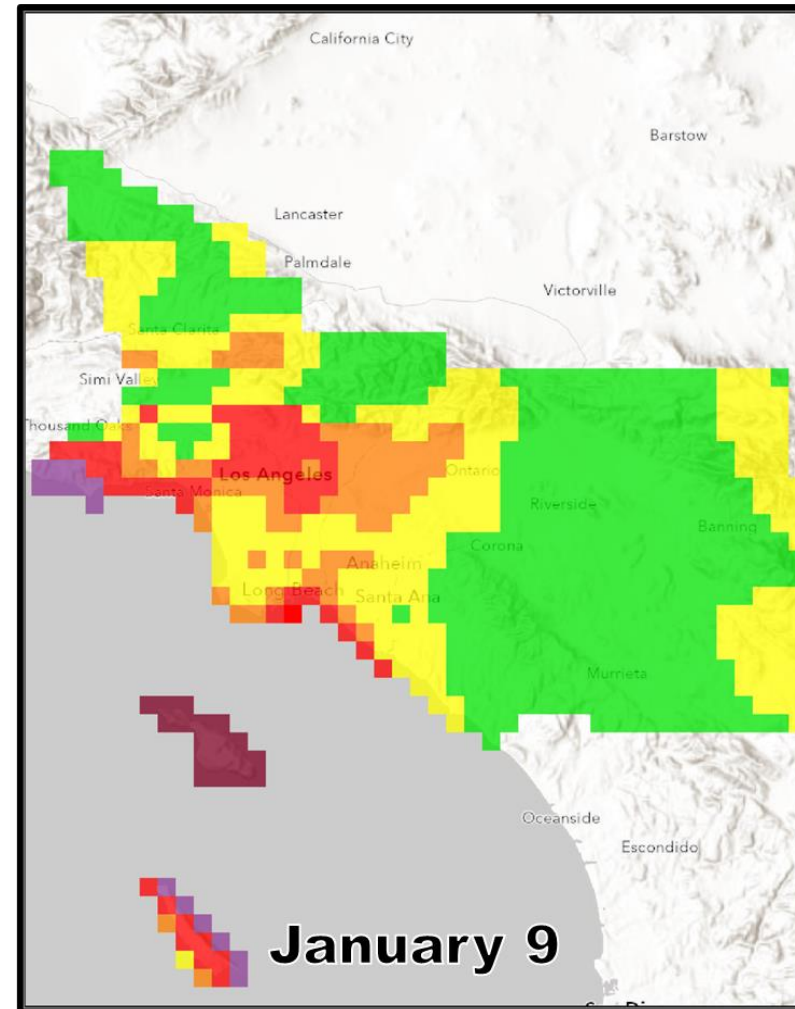 California City
Barstow
Lancaster
Palmdale
Victorville
Santa Clarita
Simi Valley
Thousand Oaks
Los Angeles
Ontario
Santa Monica
Riverside
Banning
Corona
Anaheim
Long Beach
Santa Ana
Murrieta
Oceanside
Escondido
January 9